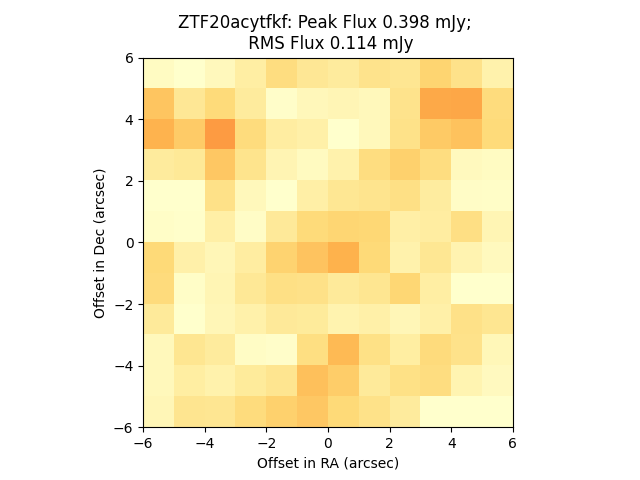 ZTF20acytfkf: Peak Flux 0.398 mJy;
RMS Flux 0.114 mJy
6
4
2
0
−2
−4
−6
Offset in Dec (arcsec)
−6 −4 −2 0 2 4 6
Offset in RA (arcsec)